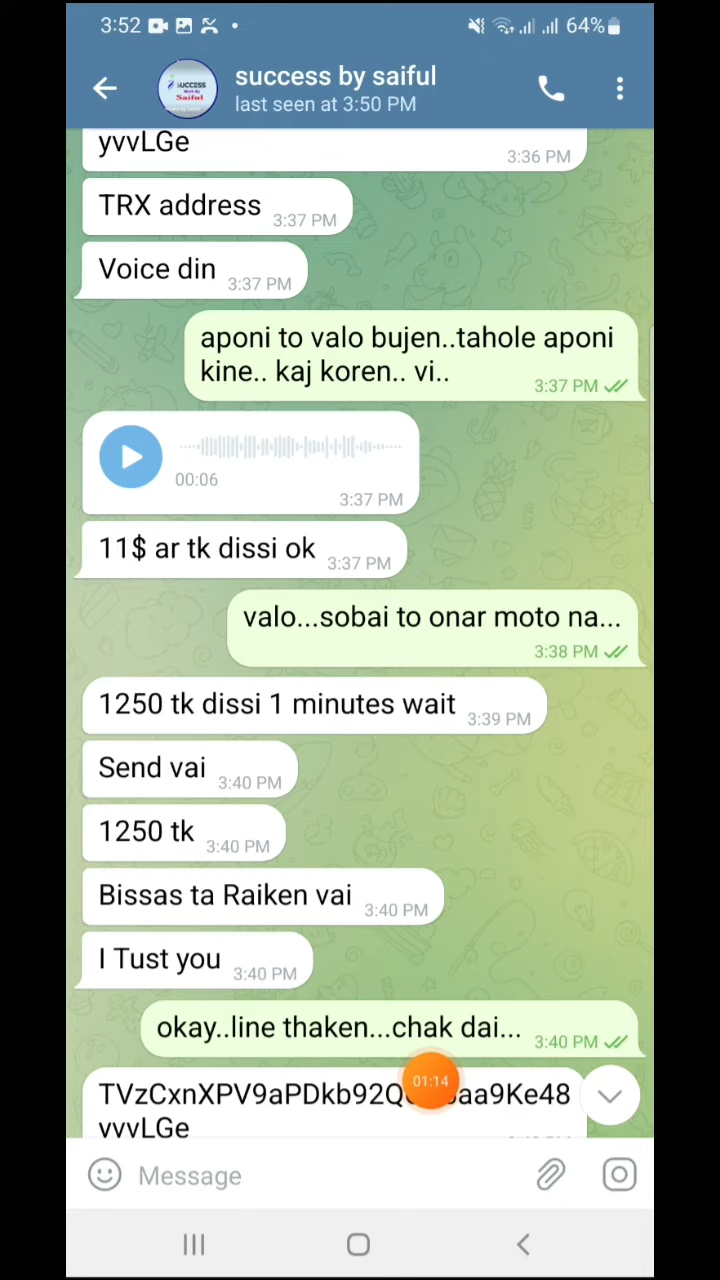 3:52
64%
SUCCESS
Saiful
success by saiful
last seen at 3:50 PM
yvvLGe
3:36 PM
TRX address
3:37 PM
Voice din
3:37 PM
aponi to valo bujen..tahole aponi
kine.. kaj koren.. vi..
3:37 PM
00:06
3:37 PM
11$ ar tk dissi ok
3:37 PM
valo...sobai to onar moto na...
3:38 PM
1250 tk dissi 1 minutes wait
3:39 PM
Send vai
3:40 PM
1250 tk
3:40 PM
Bissas ta Raiken vai
3:40 PM
I Tust you
3:40 PM
okay..line thaken...chak dai...
3:40 PM
01:14
yvvLGe
Message